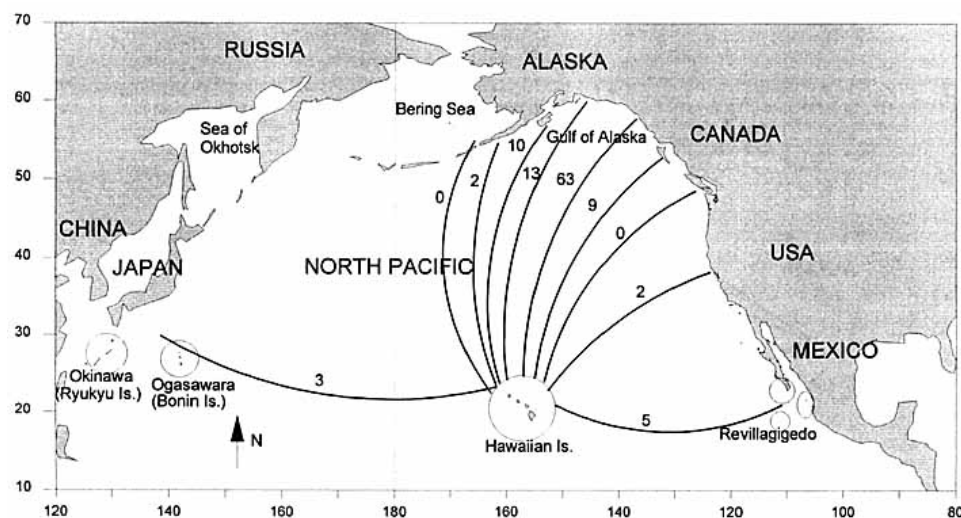 70
60
50
40
30
20
10
RUSSIA
ALASKA
Bering Sea
Sea of
Okhotsk
Gulf of Alaska
CANADA
CHINA
JAPAN
NORTH PACIFIC
USA
MEXICO
0
2
10
13
63
9
0
2
3
5
Okinawa
(Ryukyu Is.)
Ogasawara
(Bonin Is.)
N
Hawaiian Is.
Revillagigedo
120
140
160
180
160
140
120
100
80